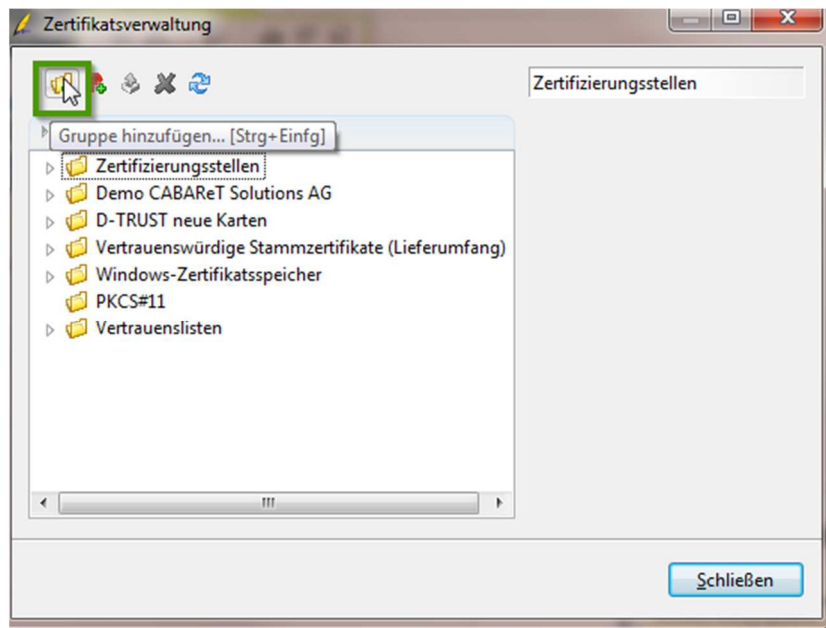 Zertifikatsverwaltung
Zertifizierungsstellen
Gruppe hinzufügen... [Strg+Einfg]
Zertifizierungsstellen
Demo CABAReT Solutions AG
D-TRUST neue Karten
Vertrauenswürdige Stammzertifikate (Lieferumfang)
Windows-Zertifikatsspeicher
PKCS#11
Vertrauenslisten
Schließen